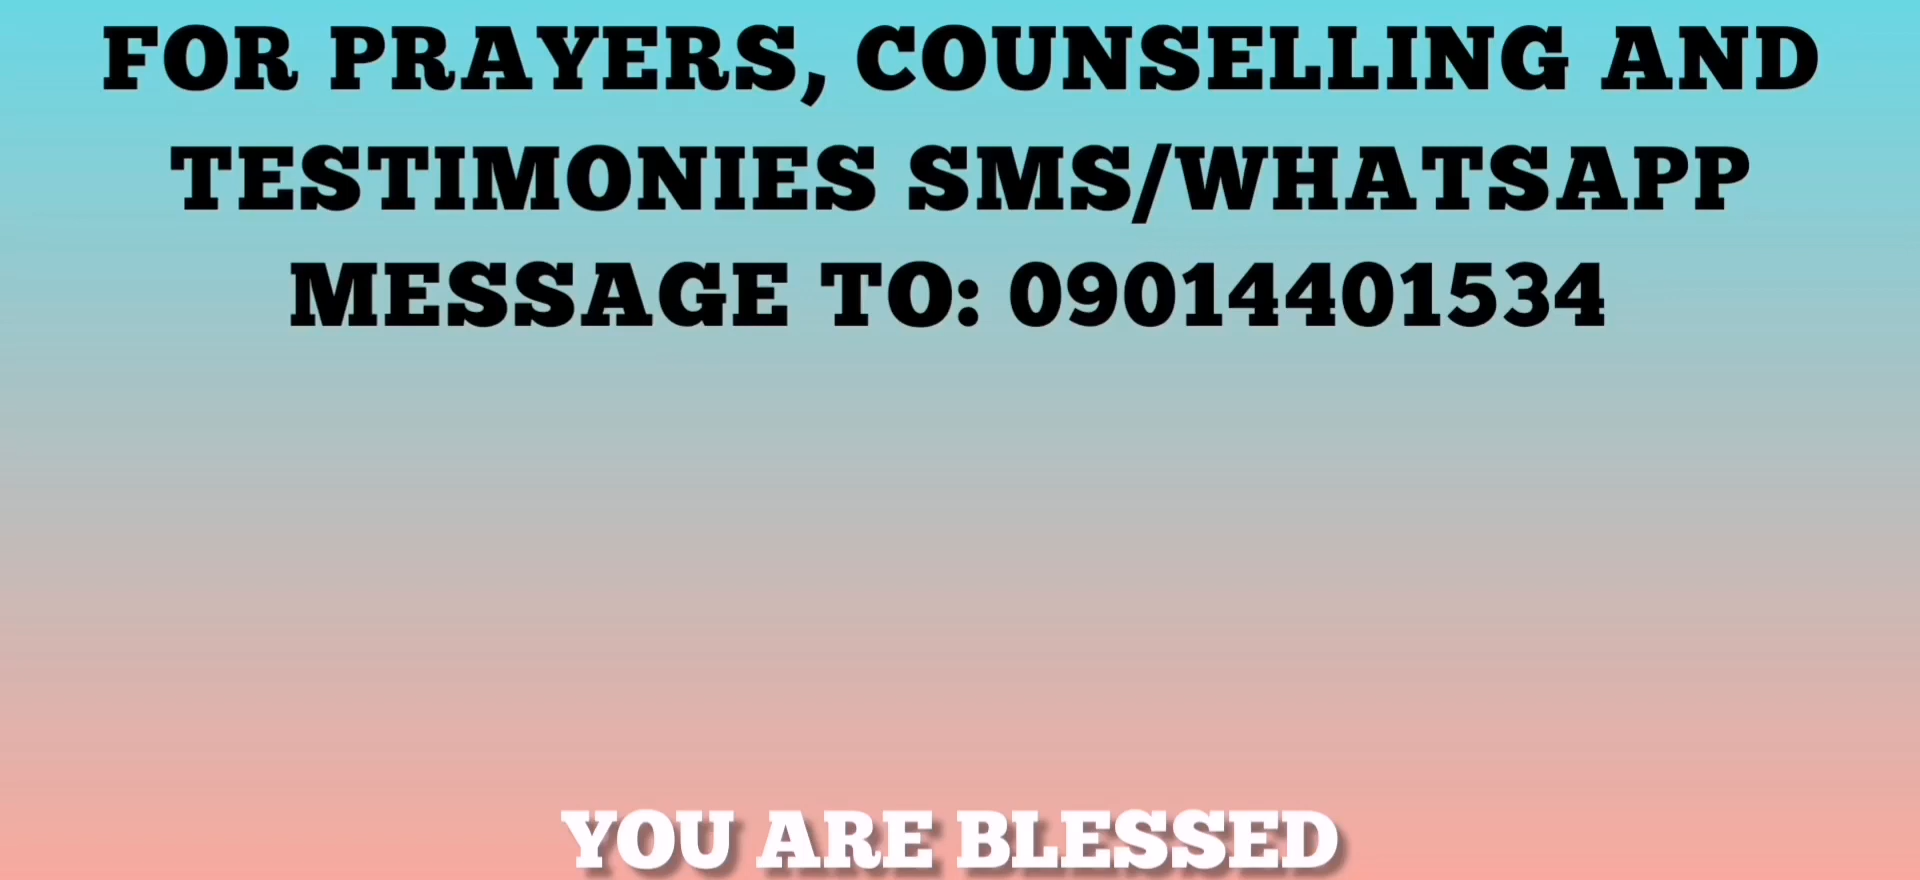 FOR PRAYERS, COUNSELLING AND
TESTIMONIES SMS/WHATSAPP
MESSAGE TO: 09014401534
YOU ARE BLESSED